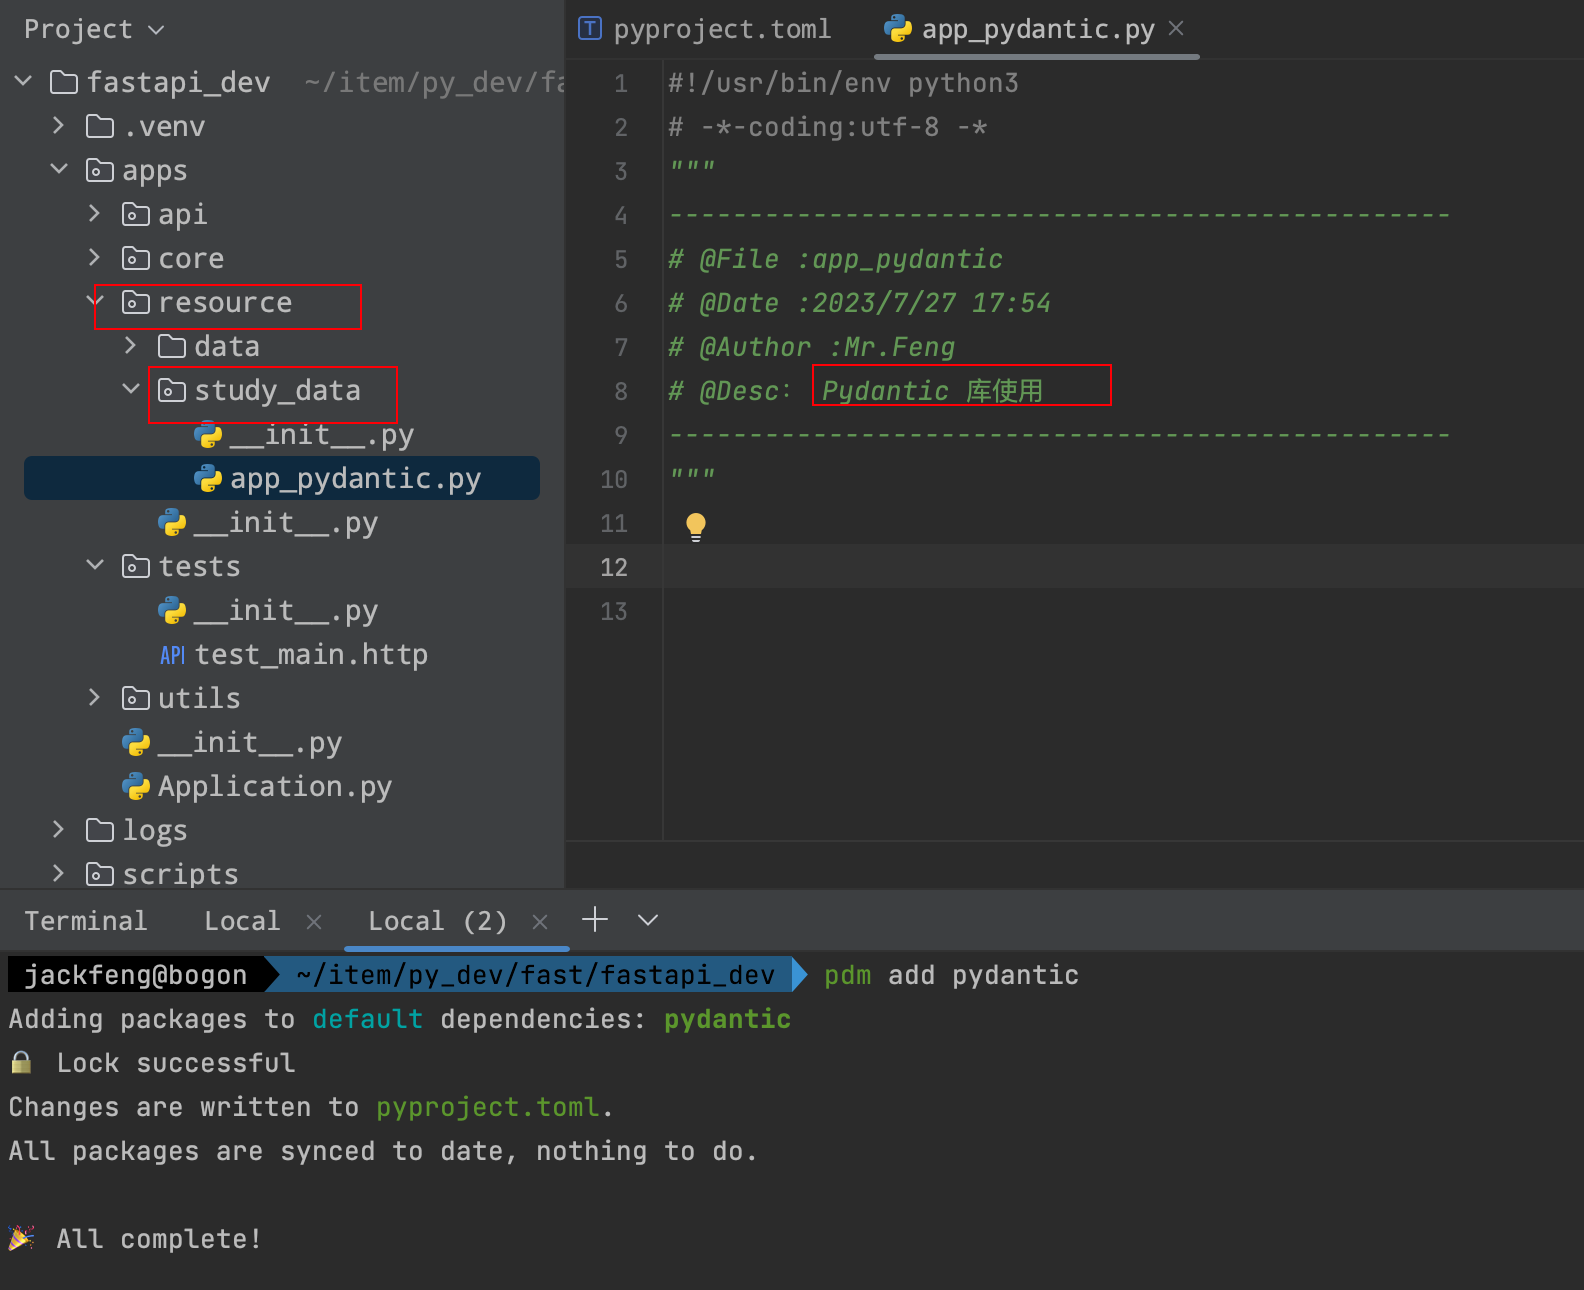 Project
fastapi_dev ~/item/py_dev/fa
.venv
apps
api
core
resource
data
study_data
__init__.py
app_pydantic.py
__init__.py
tests
__init__.py
API test_main.http
utils
__init__.py
Application.py
logs
scripts
T pyproject.toml app_pydantic.py
1 #!/usr/bin/env python3
2 # -*-coding:utf-8 -*
3 """
4 -------------------------------------------------
5 # @File :app_pydantic
6 # @Date :2023/7/27 17:54
7 # @Author :Mr.Feng
8 # @Desc: Pydantic 库使用
9 -------------------------------------------------
10 """
11
12
13
Terminal Local Local (2)
jackfeng@bogon ~/item/py_dev/fast/fastapi_dev pdm add pydantic
Adding packages to default dependencies: pydantic
🔒 Lock successful
Changes are written to pyproject.toml.
All packages are synced to date, nothing to do.
🎉 All complete!